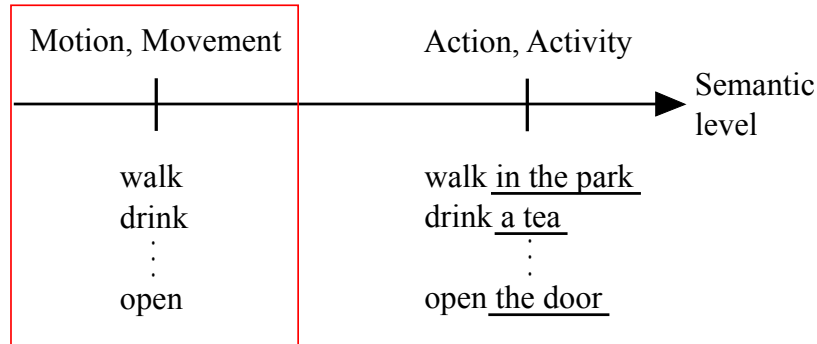 Motion, Movement
Action, Activity
Semantic
level
walk
drink
open
walk in the park
drink a tea
open the door